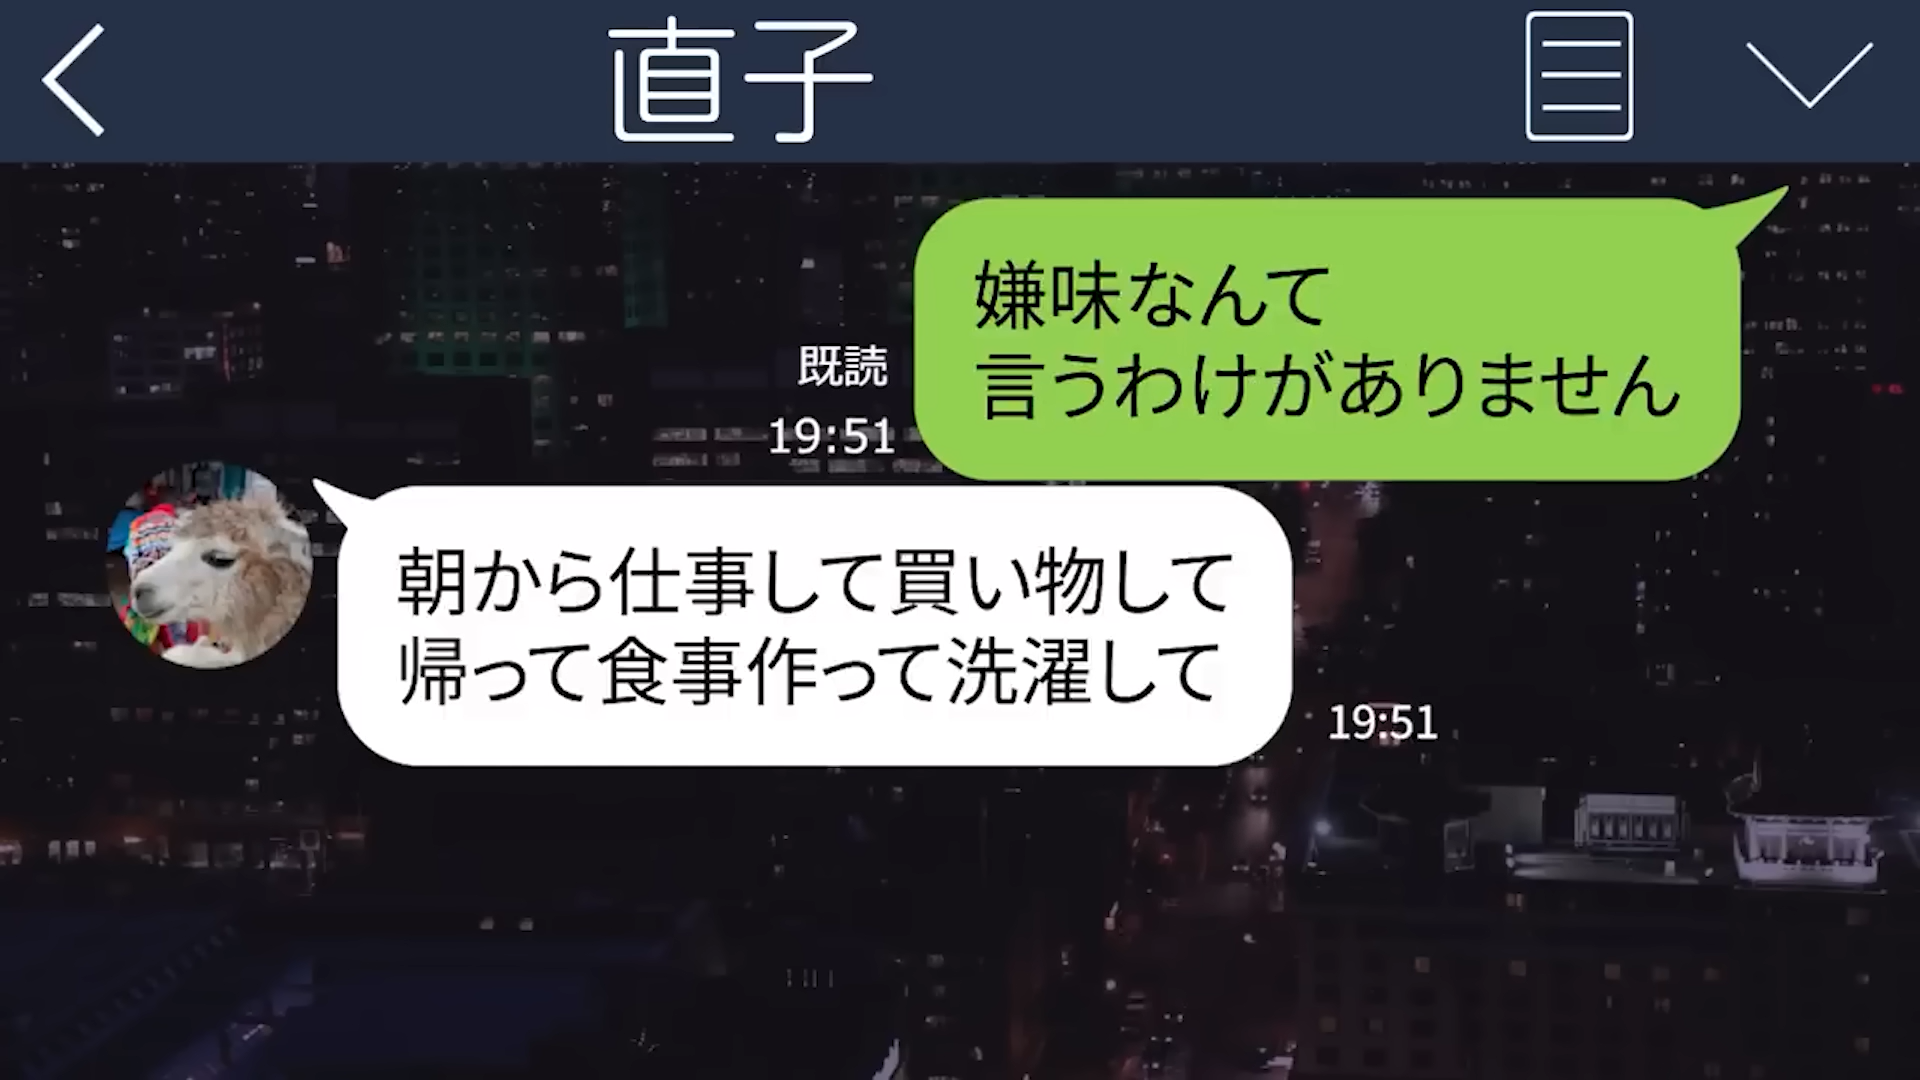 直子
嫌味なんて
言うわけがありません
既読
19:51
朝から仕事して買い物して
帰って食事作って洗濯して
19:51